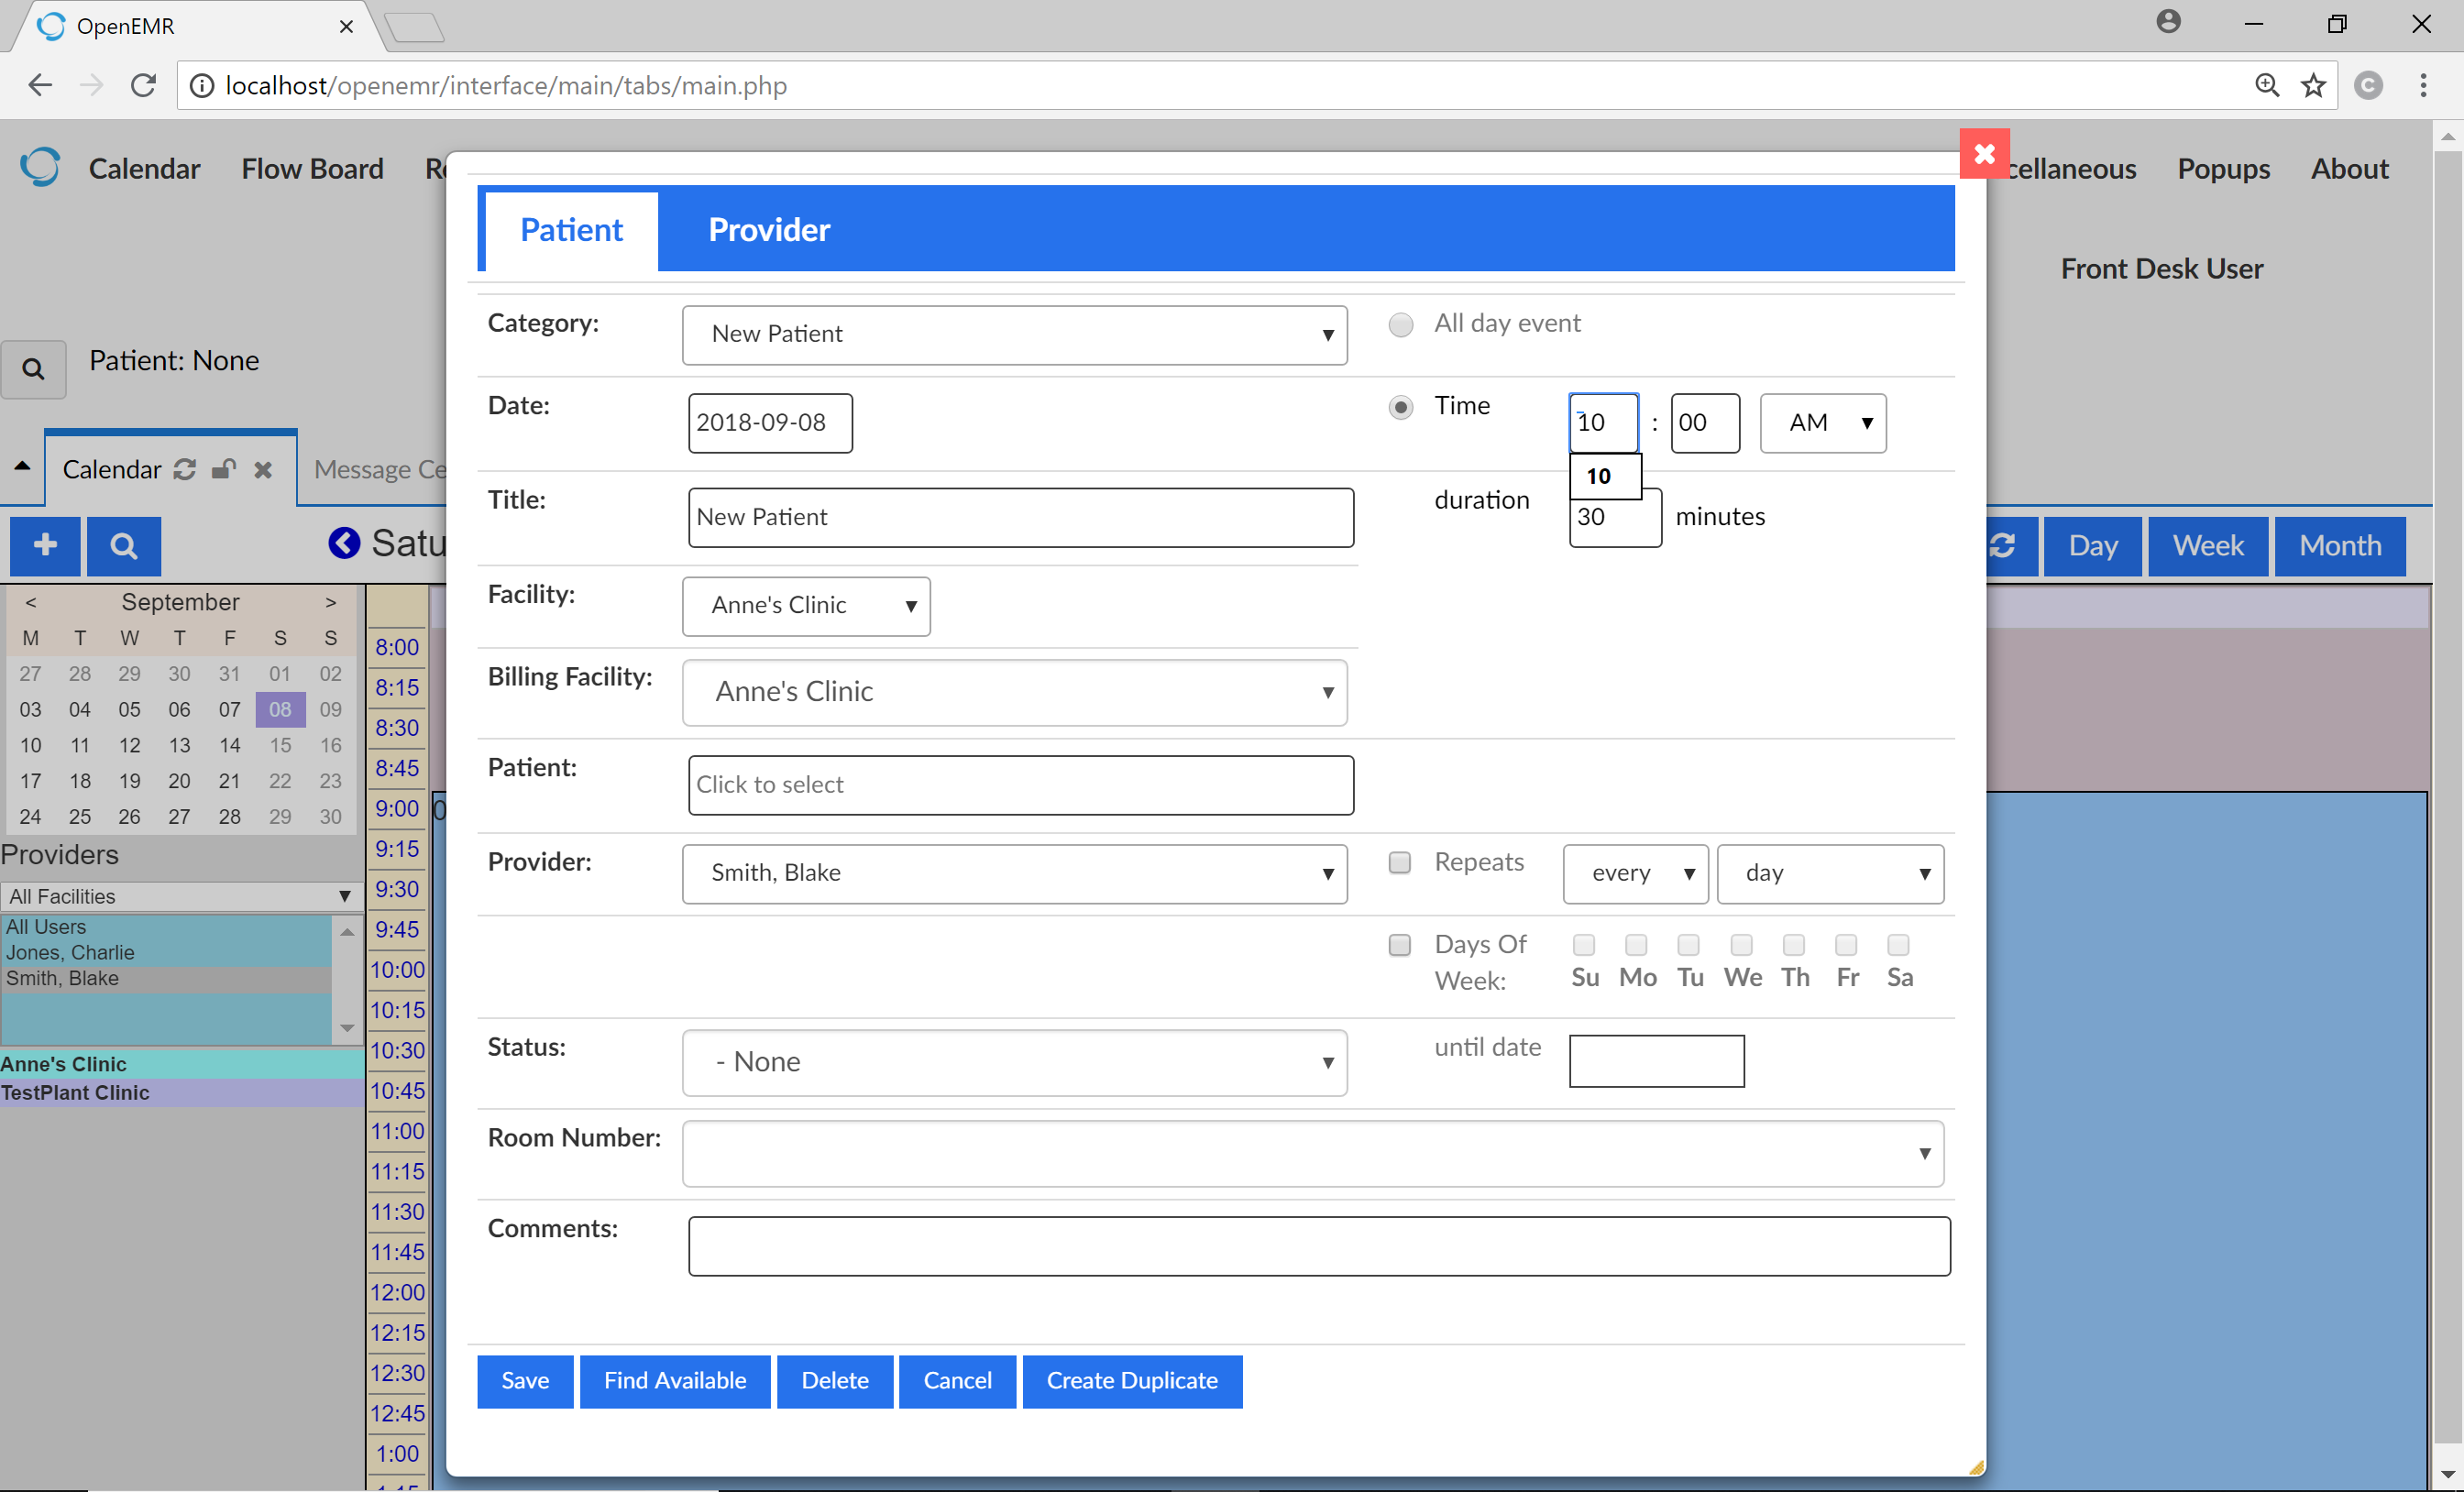 OpenEMR
localhost/openemr/interface/main/tabs/main.php
Calendar Flow Board cellaneous Popups About
Front Desk User
Patient: None
Calendar Message Ce
Satu
Day Week Month
< September >
M T W T F S S
27 28 29 30 31 01 02
03 04 05 06 07 08 09
10 11 12 13 14 15 16
17 18 19 20 21 22 23
24 25 26 27 28 29 30
Providers
All Facilities
All Users
Jones, Charlie
Smith, Blake
Anne's Clinic
TestPlant Clinic
8:00
8:15
8:30
8:45
9:00
9:15
9:30
9:45
10:00
10:15
10:30
10:45
11:00
11:15
11:30
11:45
12:00
12:15
12:30
12:45
1:00
Patient Provider
Category: New Patient All day event
Date: 2018-09-08 Time 10 : 00 AM
10
Title: New Patient duration 30 minutes
Facility: Anne's Clinic
Billing Facility: Anne's Clinic
Patient: Click to select
Provider: Smith, Blake Repeats every day
Days Of Week: Su Mo Tu We Th Fr Sa
Status: - None until date
Room Number:
Comments:
Save Find Available Delete Cancel Create Duplicate